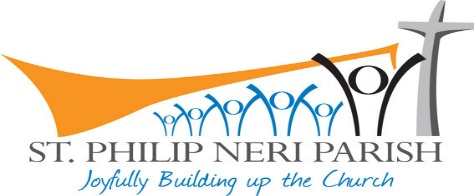 ST. PHILIP NERI PARISH
Joyfully Building up the Church